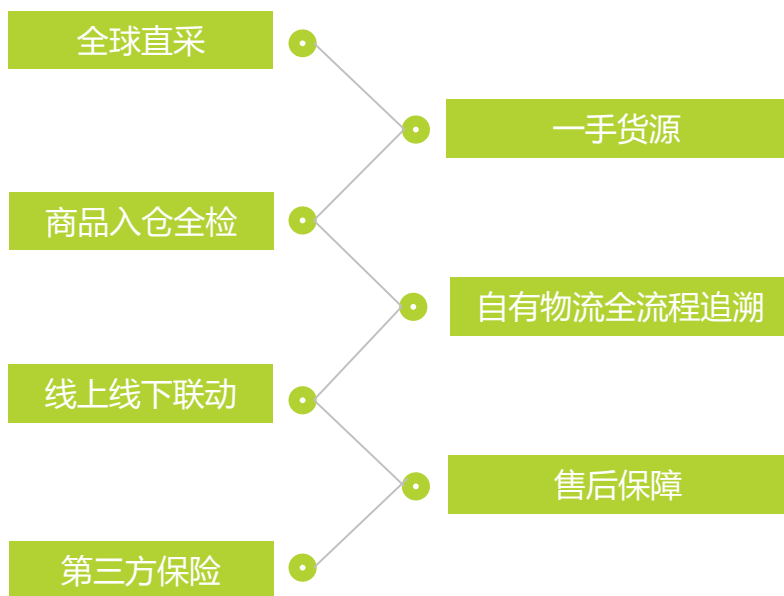 全球直采
一手货源
商品入仓全检
自有物流全流程追溯
线上线下联动
售后保障
第三方保险